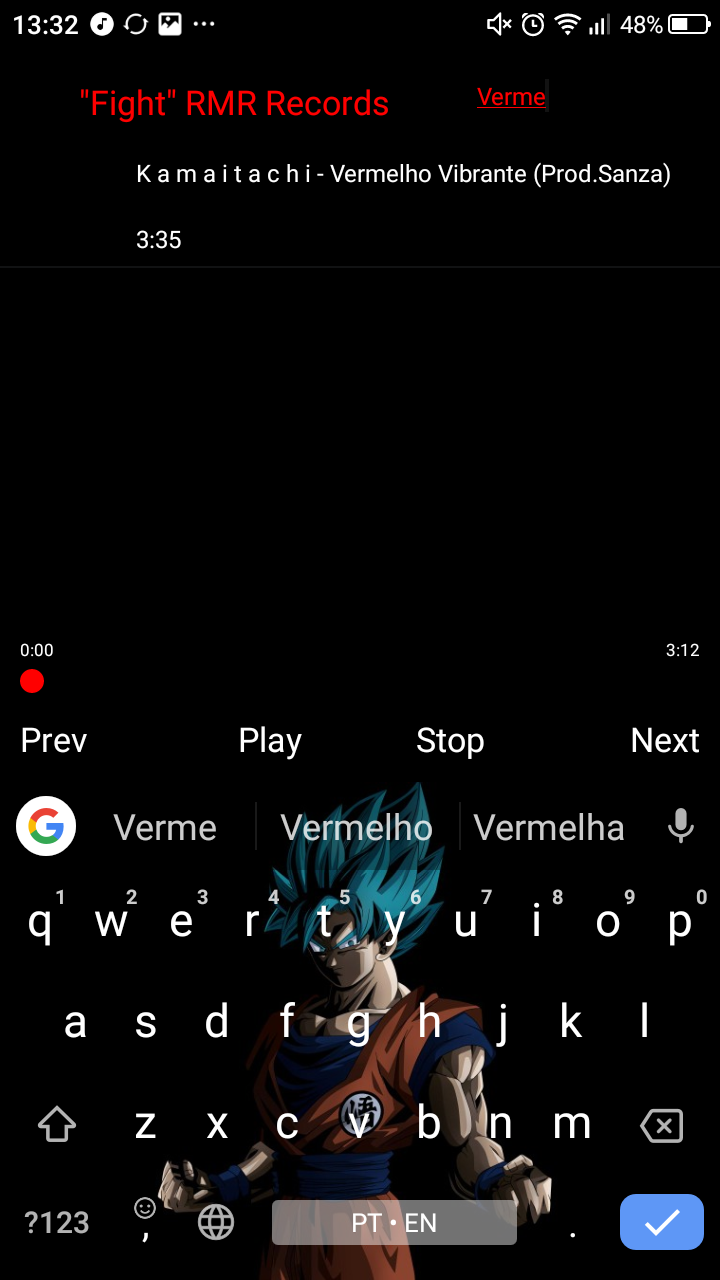 13:32 48%
"Fight" RMR Records Verme
K a m a i t a c h i - Vermelho Vibrante (Prod.Sanza)
3:35
0:00 3:12
Prev Play Stop Next
G Verme Vermelho Vermelha
1 2 3 4 5 6 7 8 9 0
q w e r t y u i o p
a s d f g h j k l
z x c v b n m
悟
?123 , PT • EN .